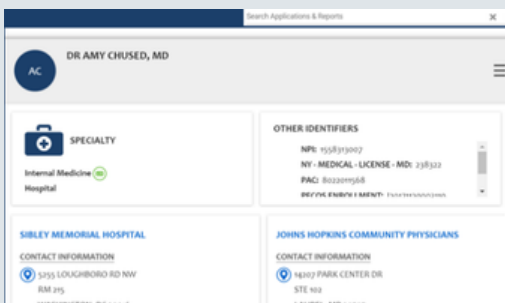 Search Applications & Reports
X
AC
DR AMY CHUSED, MD
SPECIALTY
Internal Medicine
Hospital
OTHER IDENTIFIERS
NPI: 1558313007
NY - MEDICAL - LICENSE - MD: 238322
PAC: 8022011568
PECOS ENROLLMENT:
SIBLEY MEMORIAL HOSPITAL
CONTACT INFORMATION
5255 LOUGHBORO RD NW
RM 215
JOHNS HOPKINS COMMUNITY PHYSICIANS
CONTACT INFORMATION
14207 PARK CENTER DR
STE 102